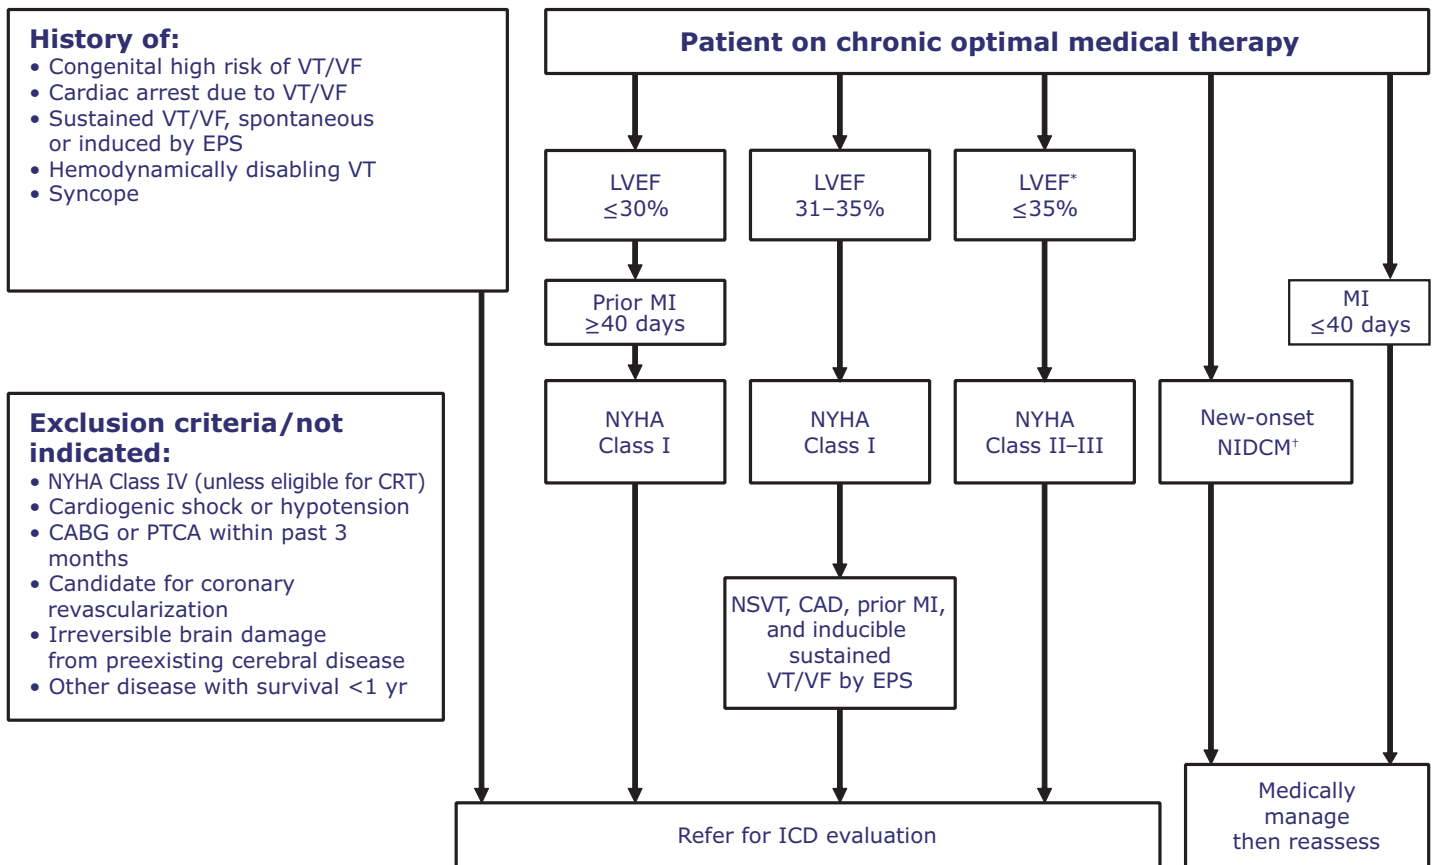 History of:
• Congenital high risk of VT/VF
• Cardiac arrest due to VT/VF
• Sustained VT/VF, spontaneous
or induced by EPS
• Hemodynamically disabling VT
• Syncope
Exclusion criteria/not
indicated:
• NYHA Class IV (unless eligible for CRT)
• Cardiogenic shock or hypotension
• CABG or PTCA within past 3
months
• Candidate for coronary
revascularization
• Irreversible brain damage
from preexisting cerebral disease
• Other disease with survival <1 yr
Patient on chronic optimal medical therapy
LVEF
≤30%
Prior MI
≥40 days
NYHA
Class I
LVEF
31–35%
NYHA
Class I
NSVT, CAD, prior MI,
and inducible
sustained
VT/VF by EPS
LVEF*
≤35%
NYHA
Class II–III
New-onset
NIDCM†
MI
≤40 days
Refer for ICD evaluation
Medically
manage
then reassess